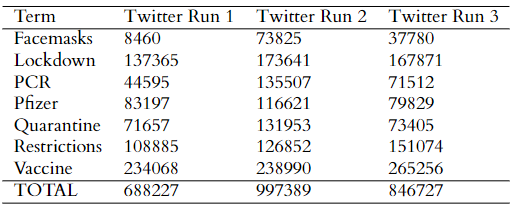 Term Twitter Run 1 Twitter Run 2 Twitter Run 3
Facemasks 8460 73825 37780
Lockdown 137365 173641 167871
PCR 44595 135507 71512
Pfizer 83197 116621 79829
Quarantine 71657 131953 73405
Restrictions 108885 126852 151074
Vaccine 234068 238990 265256
TOTAL 688227 997389 846727